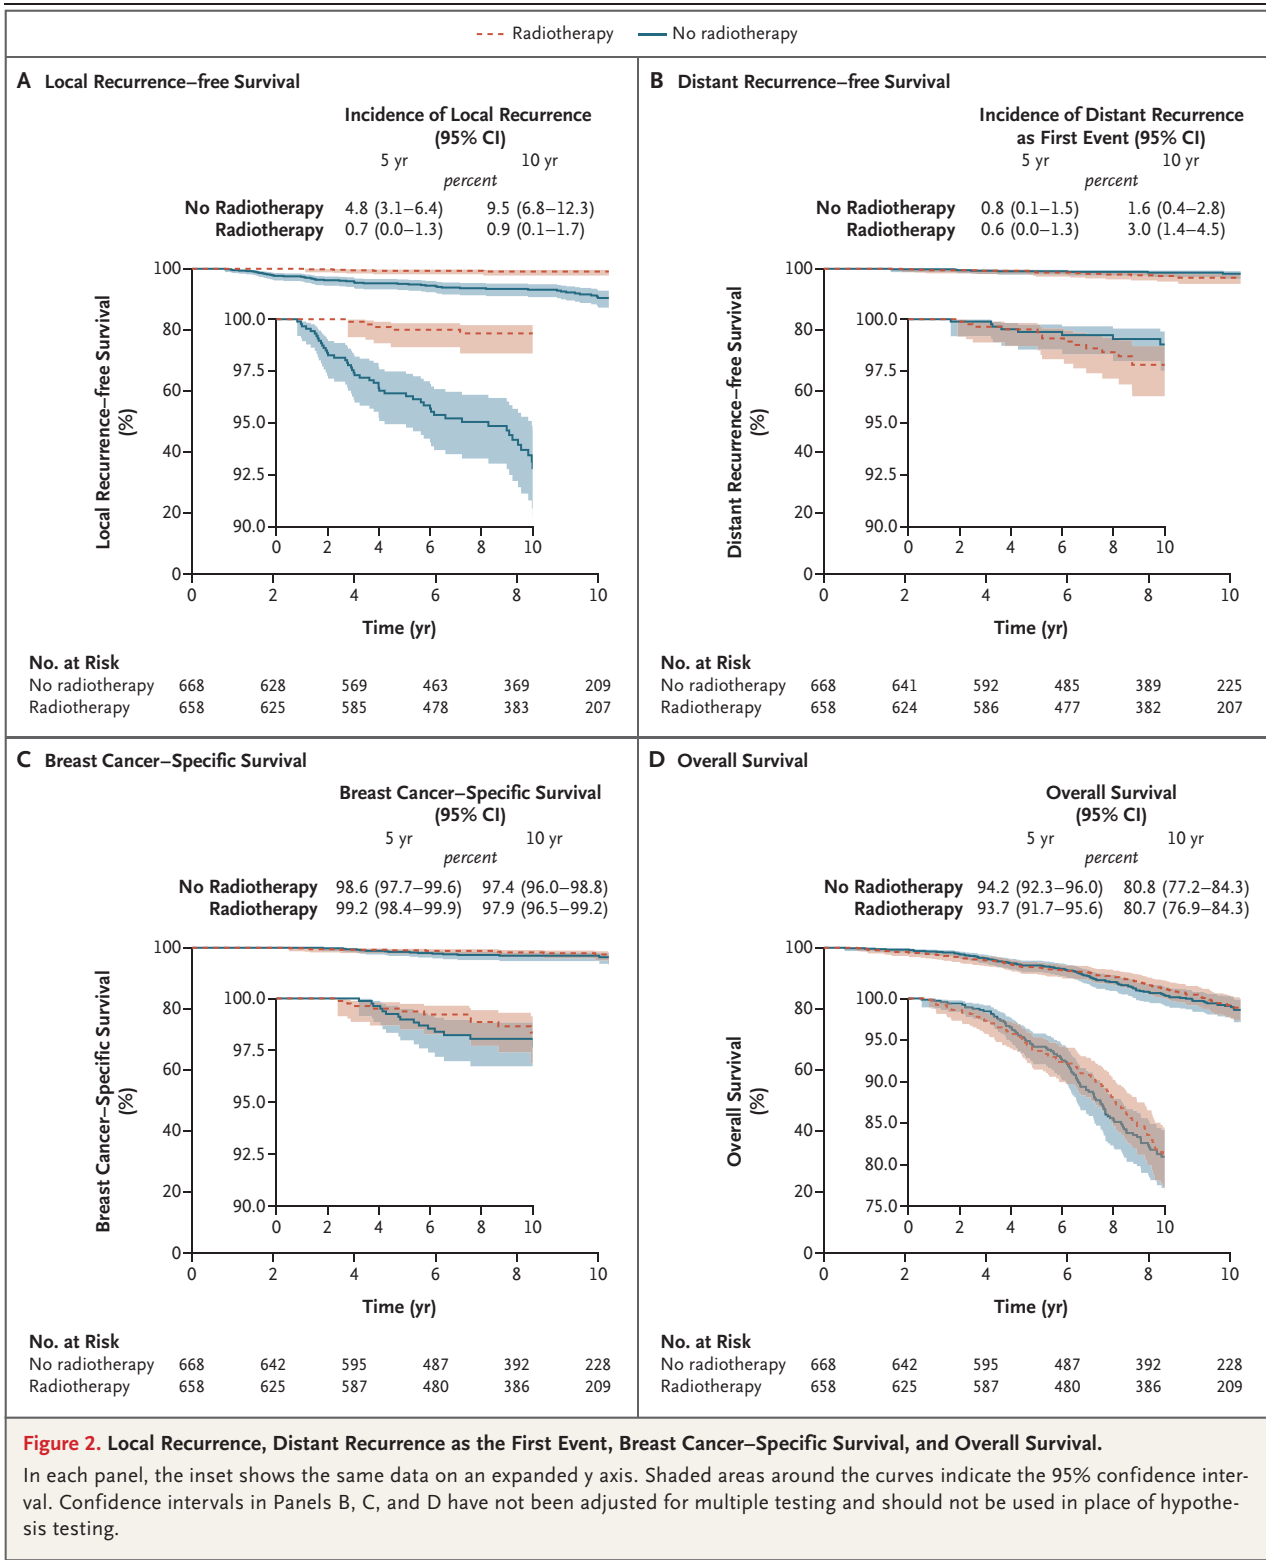 Radiotherapy No radiotherapy
A Local Recurrence–free Survival
Incidence of Local Recurrence
(95% CI)
5 yr 10 yr
percent
No Radiotherapy 4.8 (3.1–6.4) 9.5 (6.8–12.3)
Radiotherapy 0.7 (0.0–1.3) 0.9 (0.1–1.7)
Local Recurrence–free Survival
(%)
100
80
60
40
20
0
100.0
97.5
95.0
92.5
90.0
0 2 4 6 8 10
0 2 4 6 8 10
Time (yr)
No. at Risk
No radiotherapy 668 628 569 463 369 209
Radiotherapy 658 625 585 478 383 207
B Distant Recurrence–free Survival
Incidence of Distant Recurrence
as First Event (95% CI)
5 yr 10 yr
percent
No Radiotherapy 0.8 (0.1–1.5) 1.6 (0.4–2.8)
Radiotherapy 0.6 (0.0–1.3) 3.0 (1.4–4.5)
Distant Recurrence–free Survival
(%)
100
80
60
40
20
0
100.0
97.5
95.0
92.5
90.0
0 2 4 6 8 10
0 2 4 6 8 10
Time (yr)
No. at Risk
No radiotherapy 668 641 592 485 389 225
Radiotherapy 658 624 586 477 382 207
C Breast Cancer–Specific Survival
Breast Cancer–Specific Survival
(95% CI)
5 yr 10 yr
percent
No Radiotherapy 98.6 (97.7–99.6) 97.4 (96.0–98.8)
Radiotherapy 99.2 (98.4–99.9) 97.9 (96.5–99.2)
Breast Cancer–Specific Survival
(%)
100
80
60
40
20
0
100.0
97.5
95.0
92.5
90.0
0 2 4 6 8 10
0 2 4 6 8 10
Time (yr)
No. at Risk
No radiotherapy 668 642 595 487 392 228
Radiotherapy 658 625 587 480 386 209
D Overall Survival
Overall Survival
(95% CI)
5 yr 10 yr
percent
No Radiotherapy 94.2 (92.3–96.0) 80.8 (77.2–84.3)
Radiotherapy 93.7 (91.7–95.6) 80.7 (76.9–84.3)
Overall Survival
(%)
100
80
60
40
20
0
100.0
95.0
90.0
85.0
80.0
75.0
0 2 4 6 8 10
0 2 4 6 8 10
Time (yr)
No. at Risk
No radiotherapy 668 642 595 487 392 228
Radiotherapy 658 625 587 480 386 209
Figure 2. Local Recurrence, Distant Recurrence as the First Event, Breast Cancer–Specific Survival, and Overall Survival.
In each panel, the inset shows the same data on an expanded y axis. Shaded areas around the curves indicate the 95% confidence inter-
val. Confidence intervals in Panels B, C, and D have not been adjusted for multiple testing and should not be used in place of hypothe-
sis testing.